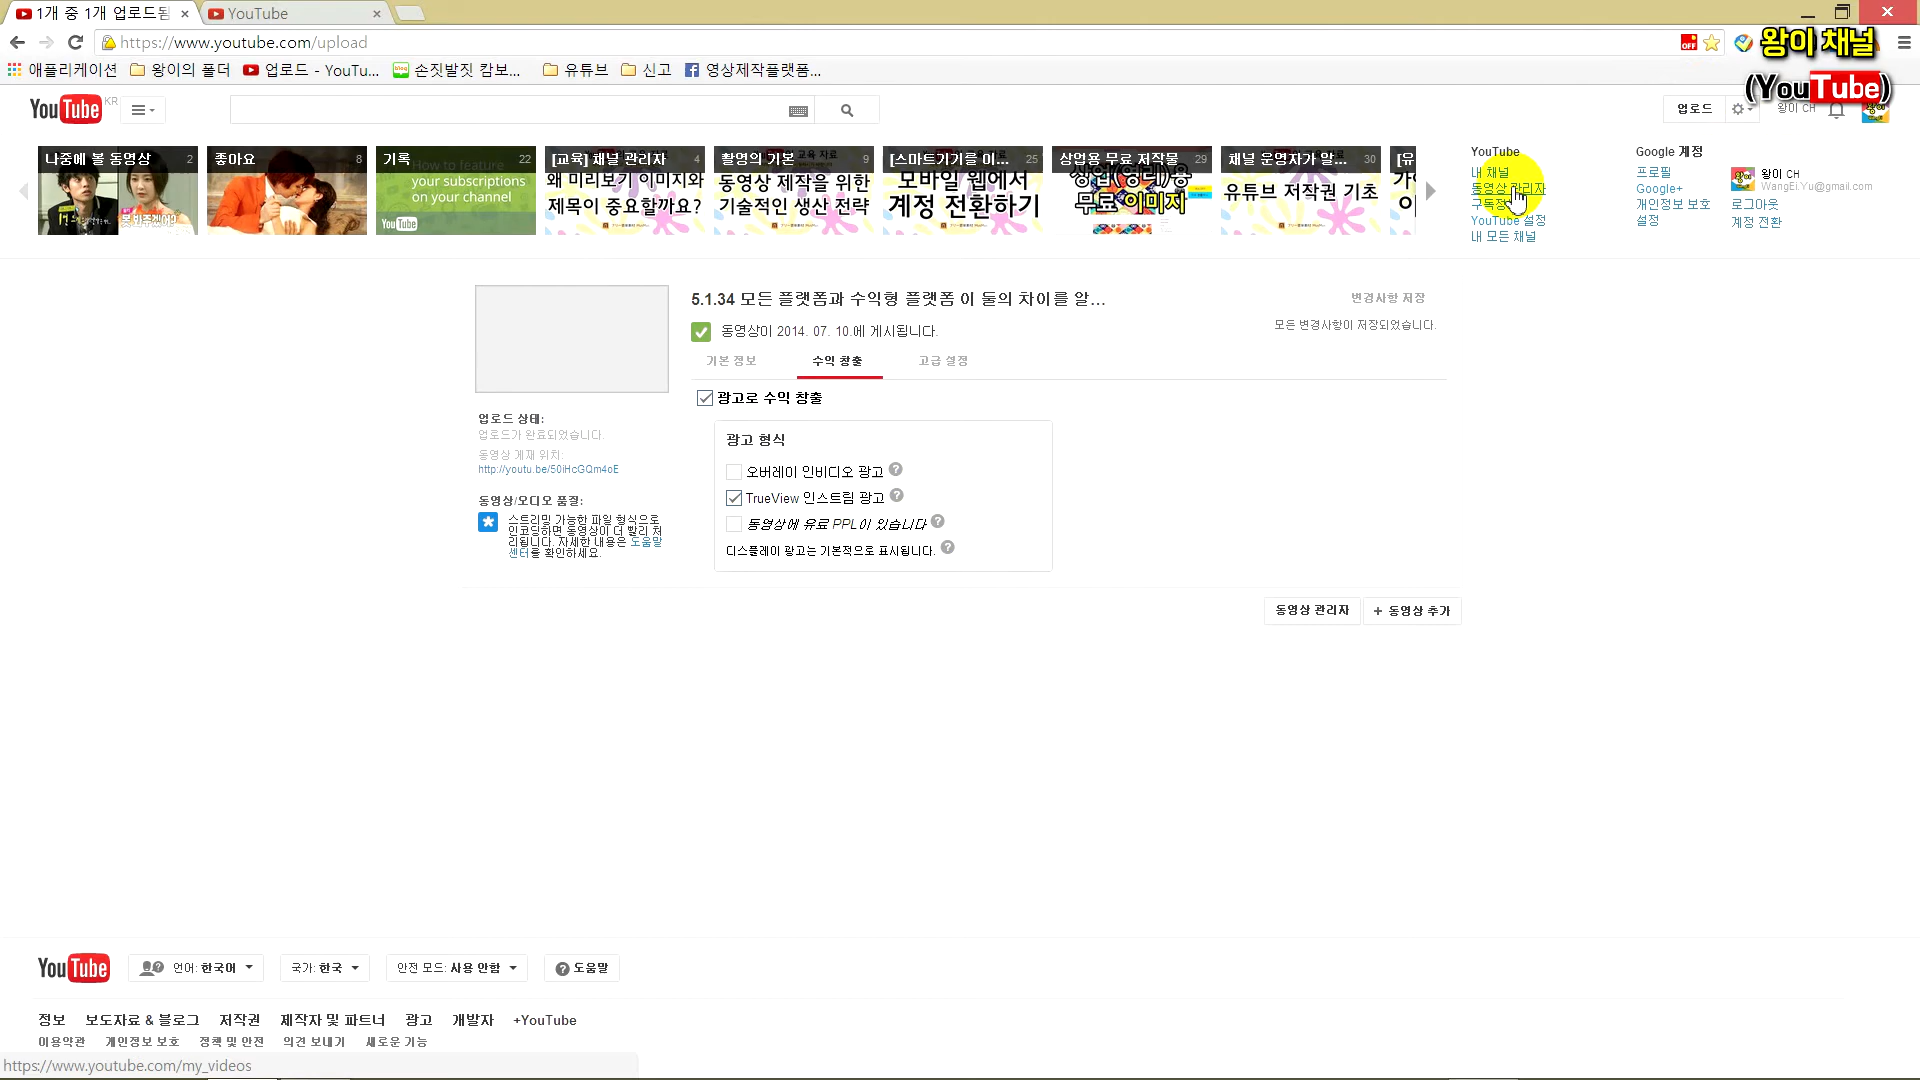 1개 중 1개 업로드됨
YouTube
https://www.youtube.com/upload
OFF
왕이 채널
애플리케이션
왕이의 폴더
업로드 - YouTu...
손짓발짓 캄보...
유튜브
신고
영상제작플랫폼...
(YouTube)
YouTube KR
업로드
왕이 CH
나중에 볼 동영상 2
좋아요 8
기록 22
How to feature
your subscriptions
on your channel
YouTube
[교육] 채널 관리자 4
왜 미리보기 이미지와
제목이 중요할까요?
촬영의 기본 9
동영상 제작을 위한
기술적인 생산 전략
[스마트기기를 이... 25
모바일 웹에서
계정 전환하기
상업용 무료 저작물 29
상업(영리)용
무료 이미지
채널 운영자가 알... 30
유튜브 저작권 기초
[유
YouTube
내 채널
동영상 관리자
구독정
YouTube 설정
내 모든 채널
Google 계정
프로필
Google+
개인정보 보호
설정
왕이 CH
WangEi.Yu@gmail.com
로그아웃
계정 전환
5.1.34 모든 플랫폼과 수익형 플랫폼 이 둘의 차이를 알...
변경사항 저장
동영상이 2014. 07. 10.에 게시됩니다.
모든 변경사항이 저장되었습니다.
기본 정보
수익 창출
고급 설정
광고로 수익 창출
업로드 상태:
업로드가 완료되었습니다.
동영상 게재 위치:
http://youtu.be/50iHcGQm4oE
동영상/오디오 품질:
스트리밍 가능한 파일 형식으로
인코딩하면 동영상이 더 빨리 처
리됩니다. 자세한 내용은 도움말
센터를 확인하세요.
광고 형식
오버레이 인비디오 광고
TrueView 인스트림 광고
동영상에 유료 PPL이 있습니다
디스플레이 광고는 기본적으로 표시됩니다.
동영상 관리자
+ 동영상 추가
YouTube
언어: 한국어
국가: 한국
안전 모드: 사용 안함
도움말
정보
보도자료 & 블로그
저작권
제작자 및 파트너
광고
개발자
+YouTube
이용약관
개인정보 보호
정책 및 안전
의견 보내기
새로운 기능
https://www.youtube.com/my_videos